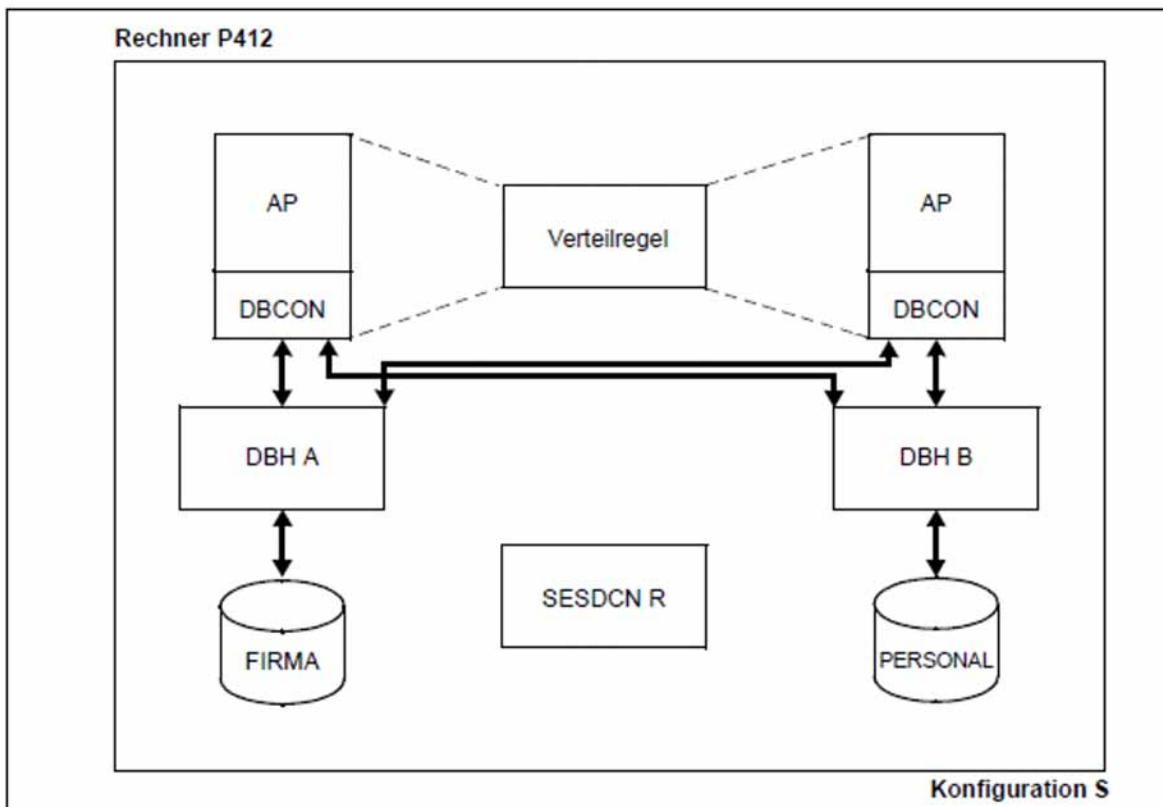 Rechner P412
AP
AP
Verteilregel
DBCON
DBCON
DBH A
DBH B
SESDCN R
FIRMA
PERSONAL
Konfiguration S